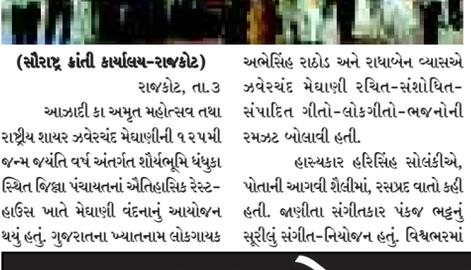 (સૌરાષ્ટ્ર ક્રાંતી કાર્યાલય-રાજકોટ)
રાજકોટ, તા.૩
આઝાદી કા અમૃત મહોત્સવ તથા
રાષ્ટ્રીય શાયર ઝવેરચંદ મેઘાણીની ૧૨૫મી
જન્મ જયંતિ વર્ષ અંતર્ગત શૌર્યભૂમિ ધંધુકા
સ્થિત જિલ્લા પંચાયતનાં ઐતિહાસિક રેસ્ટ-
હાઉસ ખાતે મેઘાણી વંદનાનું આયોજન
થયું હતું. ગુજરાતના ખ્યાતનામ લોકગાયક
અભેસિંહ રાઠોડ અને રાધાબેન વ્યાસએ
ઝવેરચંદ મેઘાણી રચિત-સંશોધિત-
સંપાદિત ગીતો-લોકગીતો-ભજનોની
રમઝટ બોલાવી હતી.
હાસ્યકાર હરિસિંહ સોલંકીએ,
પોતાની આગવી શૈલીમાં, રસપ્રદ વાતો કહી
હતી. જાણીતા સંગીતકાર પંકજ ભટ્ટનું
સૂરીલું સંગીત-નિયોજન હતું. વિશ્વભરમાં